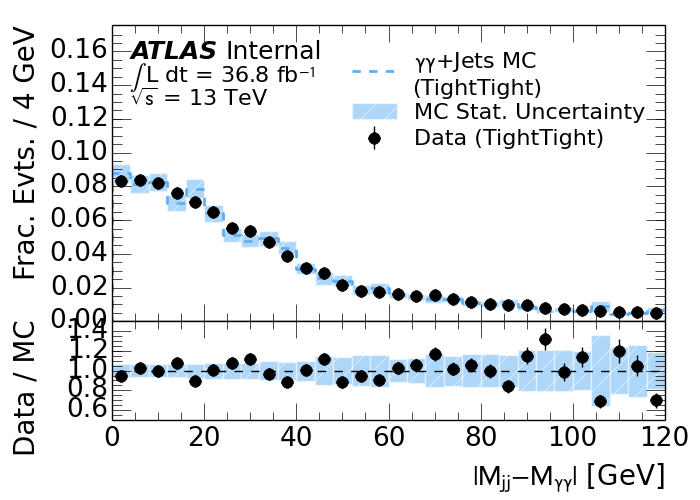 ATLAS Internal
∫L dt = 36.8 fb⁻¹
√s = 13 TeV
γγ+Jets MC
(TightTight)
MC Stat. Uncertainty
Data (TightTight)
Frac. Evts. / 4 GeV
0.16
0.14
0.12
0.10
0.08
0.06
0.04
0.02
0.00
Data / MC
1.4
1.2
1.0
0.8
0.6
0 20 40 60 80 100 120
|Mjj−Mγγ| [GeV]